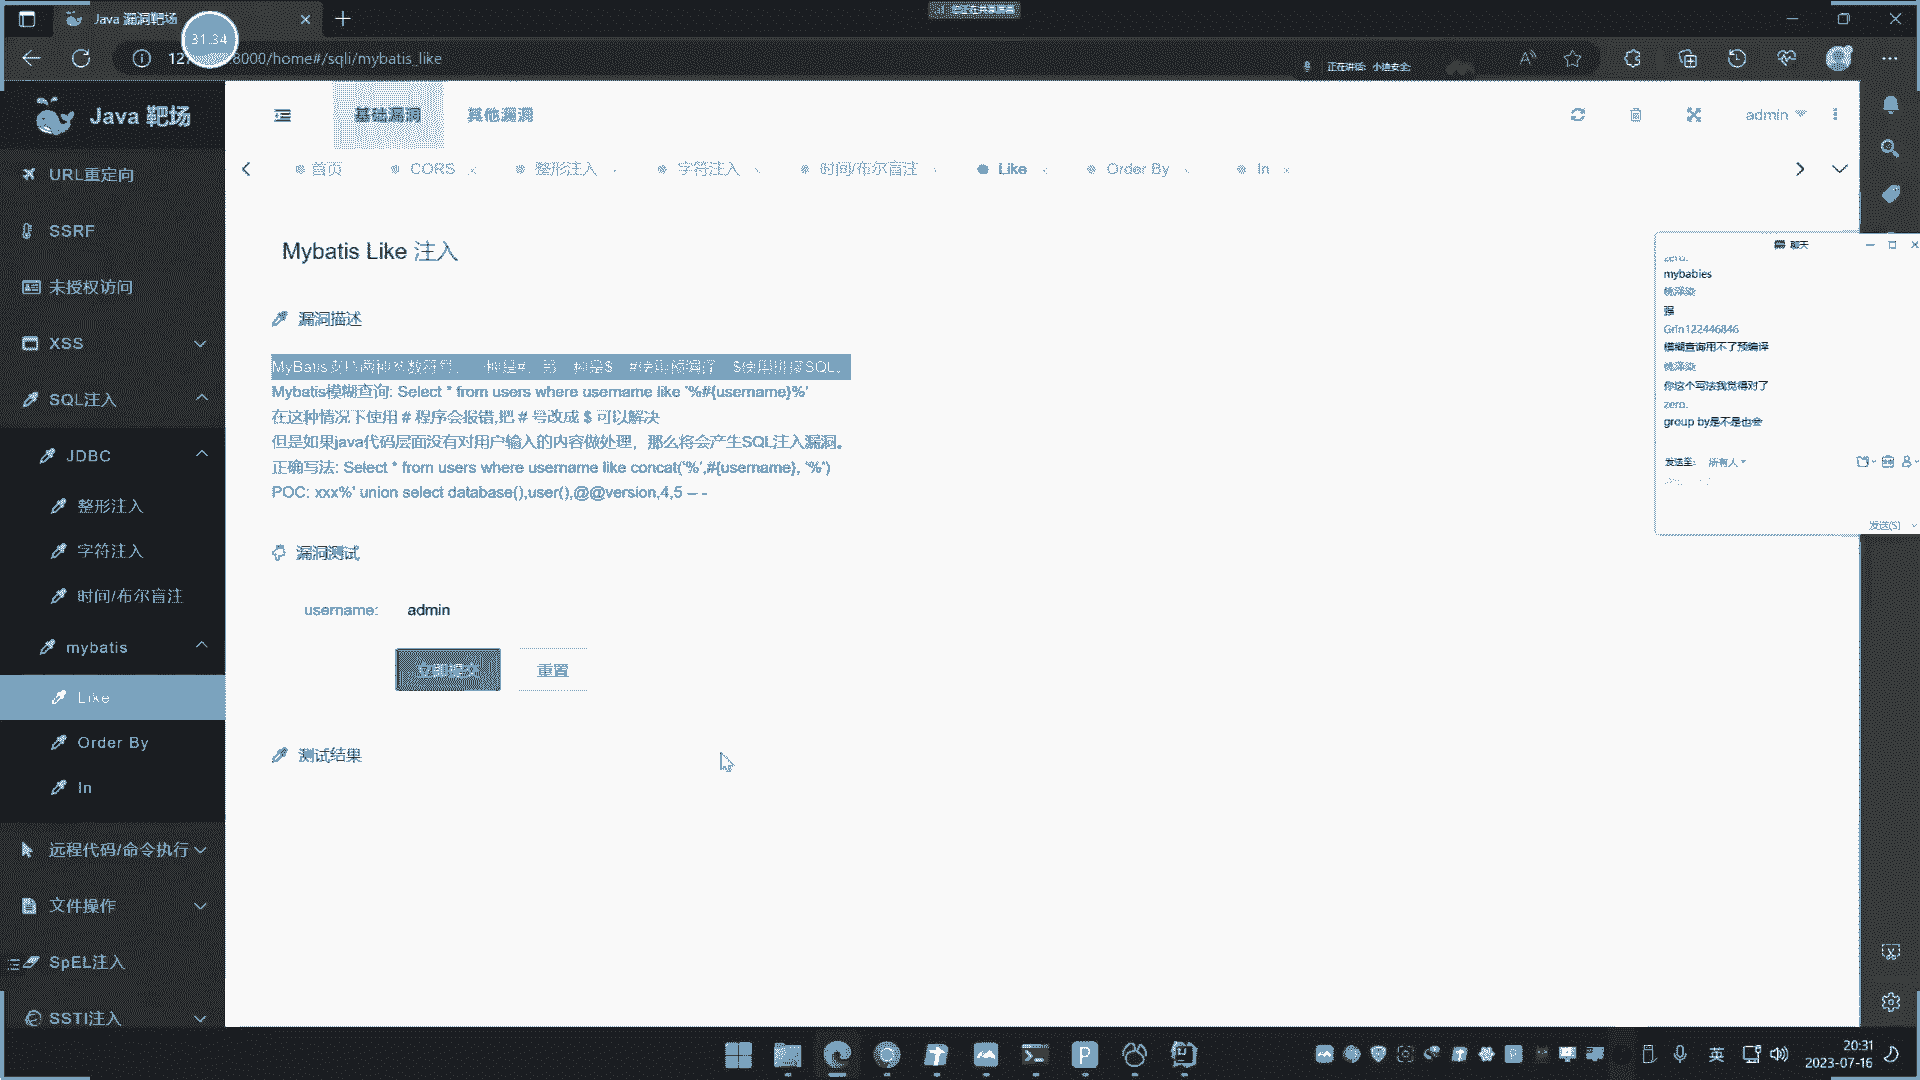 Java 漏洞靶场
31:34
8000/home#/sqli/mybatis_like
正在讲话: 小迪安全;
Java 靶场
URL重定向
SSRF
未授权访问
XSS
SQL注入
JDBC
整形注入
字符注入
时间/布尔盲注
mybatis
Like
Order By
In
远程代码/命令执行
文件操作
SpEL注入
SSTI注入
基础漏洞
其他漏洞
admin
首页
CORS
整形注入
字符注入
时间/布尔盲注
Like
Order By
In
Mybatis Like 注入
漏洞描述
MyBatis支持两种参数符号，一种是#，另一种是$，#使用预编译，$使用拼接SQL。
Mybatis模糊查询: Select * from users where username like '%#{username}%'
在这种情况下使用 # 程序会报错,把 # 号改成 $ 可以解决
但是如果java代码层面没有对用户输入的内容做处理，那么将会产生SQL注入漏洞。
正确写法: Select * from users where username like concat('%',#{username}, '%')
POC: xxx%' union select database(),user(),@@version,4,5 -- -
漏洞测试
username:
admin
立即提交
重置
测试结果
聊天
zero.
mybabies
强
Grin122446846
模糊查询用不了预编译
你这个写法我觉得对了
zero.
group by是不是也会
发送至:
所有人
发送(S)
英
20:31
2023-07-16